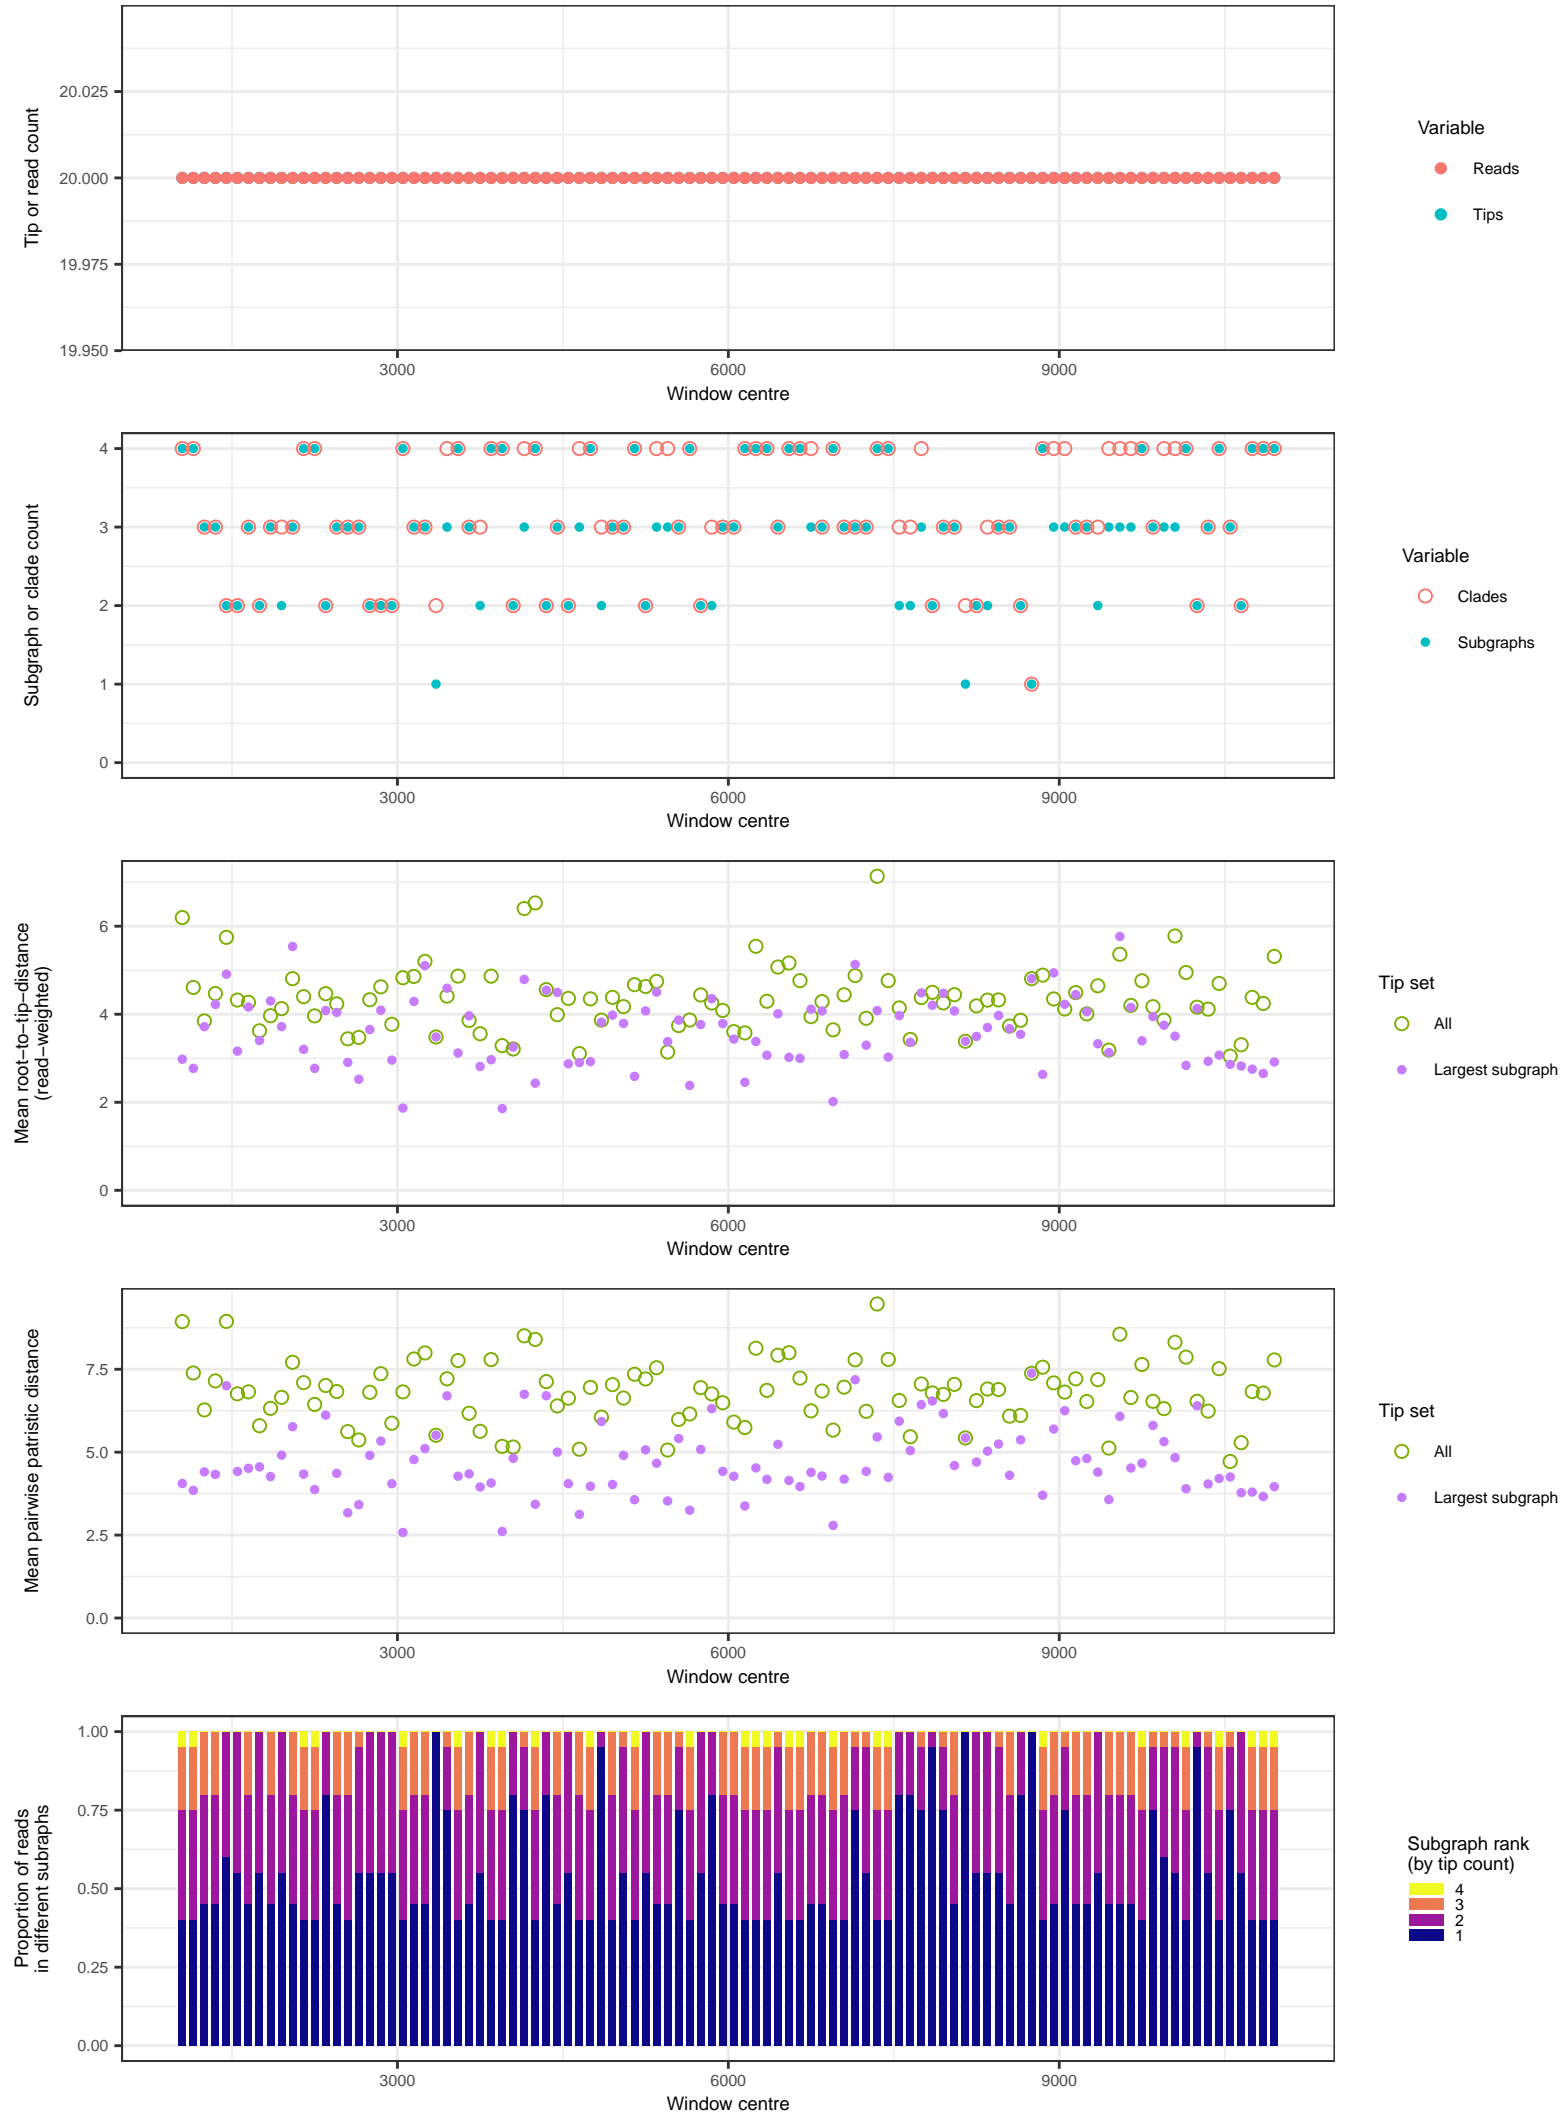 20.025
20.000
19.975
19.950
Tip or read count
3000
6000
9000
Window centre
Variable
Reads
Tips
4
3
2
1
0
Subgraph or clade count
3000
6000
9000
Window centre
Variable
Clades
Subgraphs
6
4
2
0
Mean root−to−tip−distance
(read−weighted)
3000
6000
9000
Window centre
Tip set
All
Largest subgraph
7.5
5.0
2.5
0.0
Mean pairwise patristic distance
3000
6000
9000
Window centre
Tip set
All
Largest subgraph
1.00
0.75
0.50
0.25
0.00
Proportion of reads
in different subraphs
3000
6000
9000
Window centre
Subgraph rank
(by tip count)
4
3
2
1